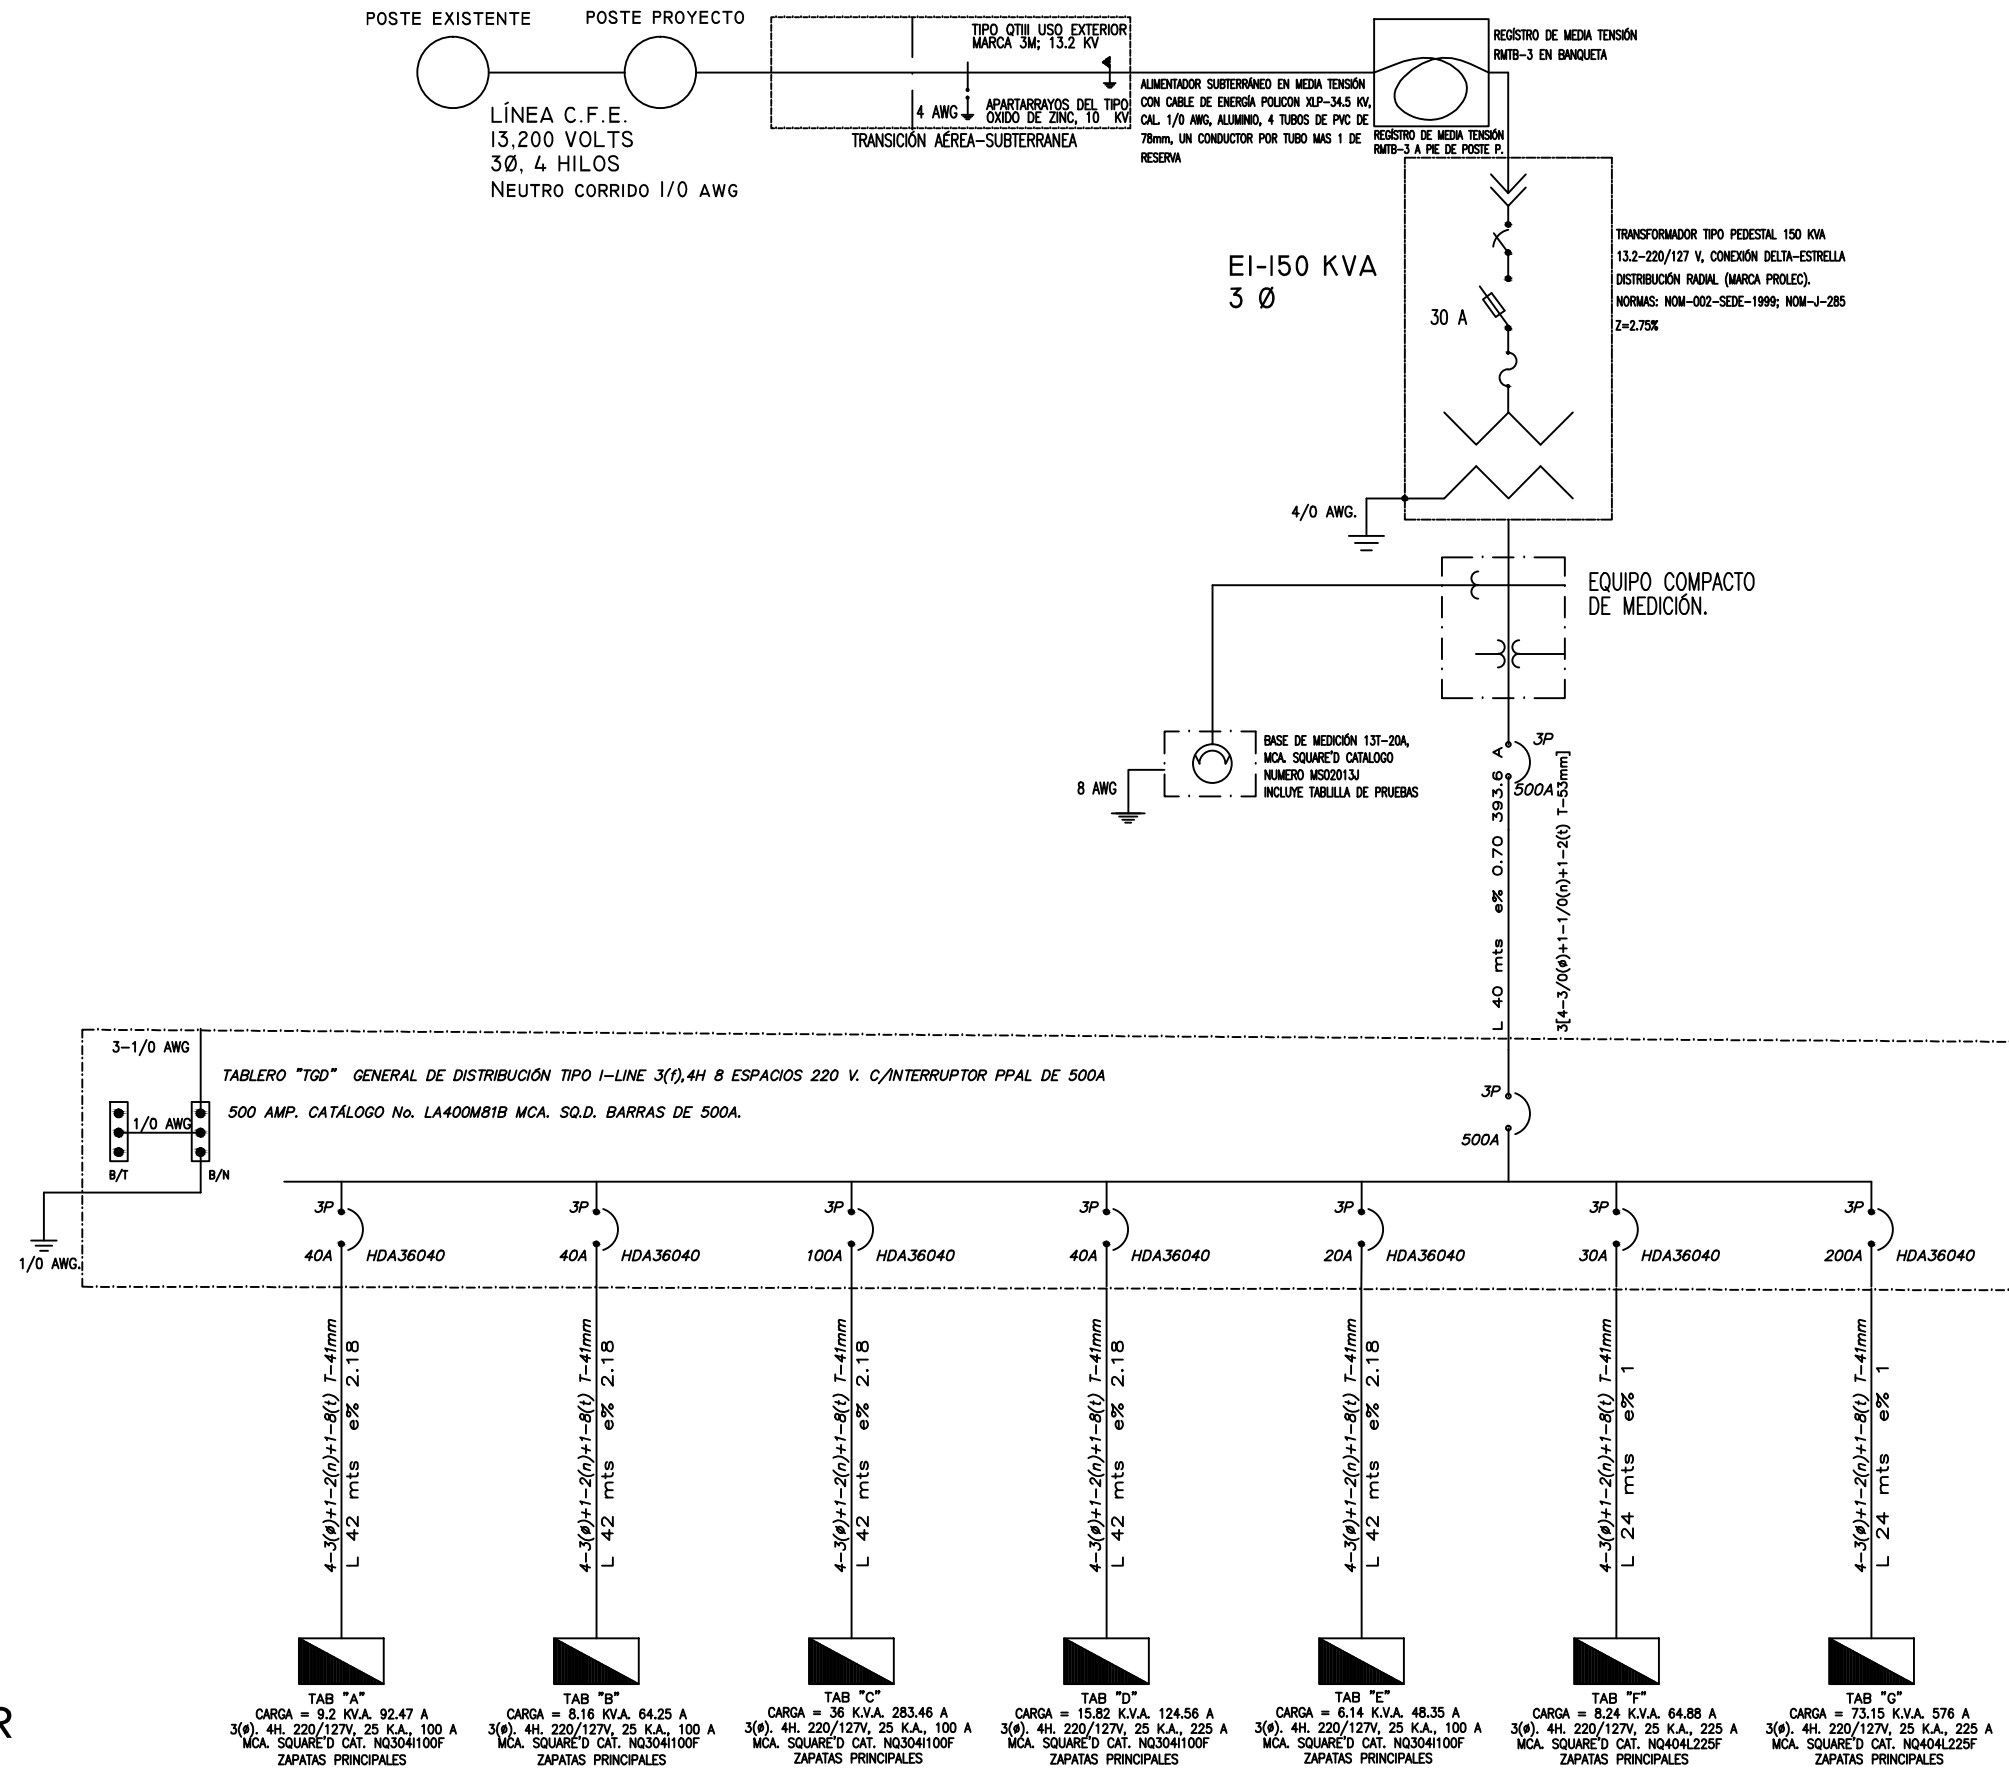 POSTE EXISTENTE
POSTE PROYECTO
LÍNEA C.F.E.
13,200 VOLTS
3Ø, 4 HILOS
NEUTRO CORRIDO 1/0 AWG
TIPO QTIII USO EXTERIOR
MARCA 3M; 13.2 KV
4 AWG
APARTARRAYOS DEL TIPO
OXIDO DE ZINC, 10 KV
TRANSICIÓN AÉREA-SUBTERRANEA
ALIMENTADOR SUBTERRÁNEO EN MEDIA TENSIÓN
CON CABLE DE ENERGÍA POLICON XLP-34.5 KV,
CAL. 1/0 AWG, ALUMINIO, 4 TUBOS DE PVC DE
78mm, UN CONDUCTOR POR TUBO MAS 1 DE
RESERVA
REGÍSTRO DE MEDIA TENSIÓN
RMTB-3 EN BANQUETA
REGÍSTRO DE MEDIA TENSIÓN
RMTB-3 A PIE DE POSTE P.
E1-150 KVA
3 Ø
30 A
TRANSFORMADOR TIPO PEDESTAL 150 KVA
13.2-220/127 V, CONEXIÓN DELTA-ESTRELLA
DISTRIBUCIÓN RADIAL (MARCA PROLEC).
NORMAS: NOM-002-SEDE-1999; NOM-J-285
Z=2.75%
4/0 AWG.
EQUIPO COMPACTO
DE MEDICIÓN.
BASE DE MEDICIÓN 13T-20A,
MCA. SQUARE'D CATALOGO
NUMERO MS02013J
INCLUYE TABLILLA DE PRUEBAS
8 AWG
3P
500A
L 40 mts e% 0.70 393.6 A
3[4-3/0(ø)+1-1/0(n)+1-2(t) T-53mm]
3-1/0 AWG
TABLERO "TGD" GENERAL DE DISTRIBUCIÓN TIPO I-LINE 3(f),4H 8 ESPACIOS 220 V. C/INTERRUPTOR PPAL DE 500A
500 AMP. CATÁLOGO No. LA400M81B MCA. SQ.D. BARRAS DE 500A.
1/0 AWG
B/T
B/N
1/0 AWG.
3P
500A
3P
40A HDA36040
3P
40A HDA36040
3P
100A HDA36040
3P
40A HDA36040
3P
20A HDA36040
3P
30A HDA36040
3P
200A HDA36040
4-3(ø)+1-2(n)+1-8(t) T-41mm
L 42 mts e% 2.18
4-3(ø)+1-2(n)+1-8(t) T-41mm
L 42 mts e% 2.18
4-3(ø)+1-2(n)+1-8(t) T-41mm
L 42 mts e% 2.18
4-3(ø)+1-2(n)+1-8(t) T-41mm
L 42 mts e% 2.18
4-3(ø)+1-2(n)+1-8(t) T-41mm
L 42 mts e% 2.18
4-3(ø)+1-2(n)+1-8(t) T-41mm
L 24 mts e% 1
4-3(ø)+1-2(n)+1-8(t) T-41mm
L 24 mts e% 1
R
TAB "A"
CARGA = 9.2 KV.A. 92.47 A
3(ø). 4H. 220/127V, 25 K.A., 100 A
MCA. SQUARE'D CAT. NQ304l100F
ZAPATAS PRINCIPALES
TAB "B"
CARGA = 8.16 KV.A. 64.25 A
3(ø). 4H. 220/127V, 25 K.A., 100 A
MCA. SQUARE'D CAT. NQ304l100F
ZAPATAS PRINCIPALES
TAB "C"
CARGA = 36 K.V.A. 283.46 A
3(ø). 4H. 220/127V, 25 K.A., 100 A
MCA. SQUARE'D CAT. NQ304l100F
ZAPATAS PRINCIPALES
TAB "D"
CARGA = 15.82 K.V.A. 124.56 A
3(ø). 4H. 220/127V, 25 K.A., 225 A
MCA. SQUARE'D CAT. NQ304l100F
ZAPATAS PRINCIPALES
TAB "E"
CARGA = 6.14 K.V.A. 48.35 A
3(ø). 4H. 220/127V, 25 K.A., 100 A
MCA. SQUARE'D CAT. NQ304l100F
ZAPATAS PRINCIPALES
TAB "F"
CARGA = 8.24 K.V.A. 64.88 A
3(ø). 4H. 220/127V, 25 K.A., 225 A
MCA. SQUARE'D CAT. NQ404L225F
ZAPATAS PRINCIPALES
TAB "G"
CARGA = 73.15 K.V.A. 576 A
3(ø). 4H. 220/127V, 25 K.A., 225 A
MCA. SQUARE'D CAT. NQ404L225F
ZAPATAS PRINCIPALES